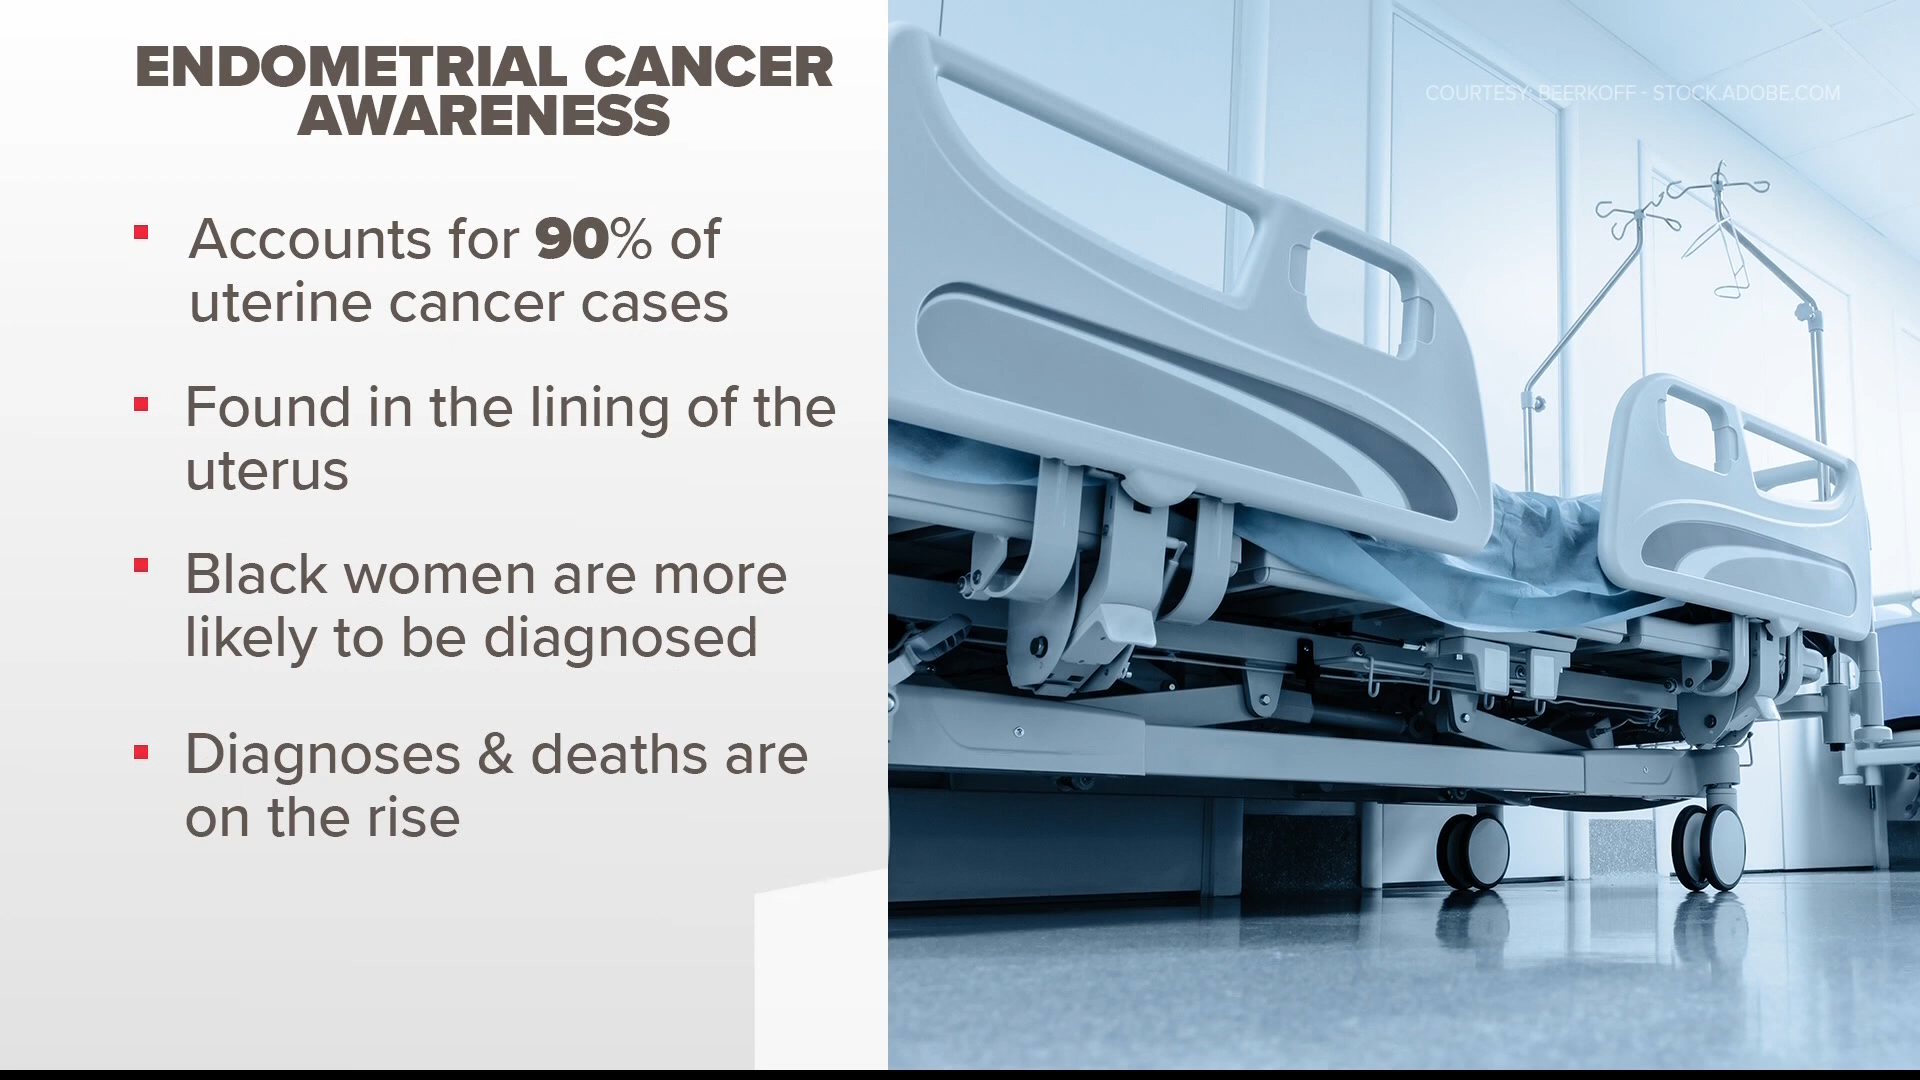 ENDOMETRIAL CANCER
AWARENESS
Accounts for 90% of
uterine cancer cases
Found in the lining of the
uterus
Black women are more
likely to be diagnosed
Diagnoses & deaths are
on the rise
COURTESY: BEERKOFF - STOCK.ADOBE.COM